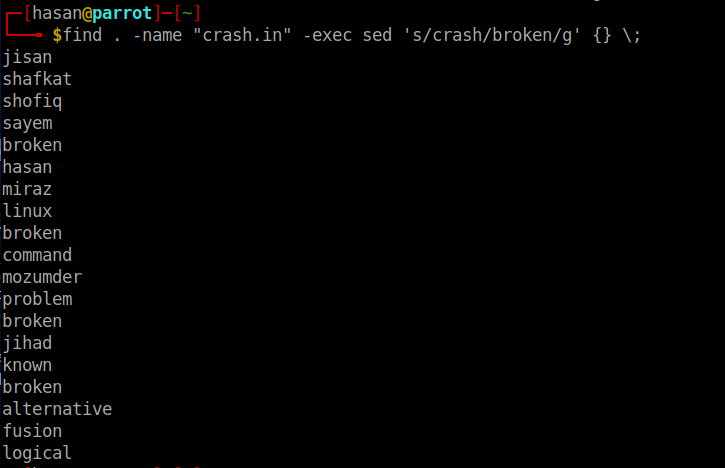 ┌─[hasan@parrot]─[~]
└──╼ $find . -name "crash.in" -exec sed 's/crash/broken/g' {} \;
jisan
shafkat
shofiq
sayem
broken
hasan
miraz
linux
broken
command
mozumder
problem
broken
jihad
known
broken
alternative
fusion
logical